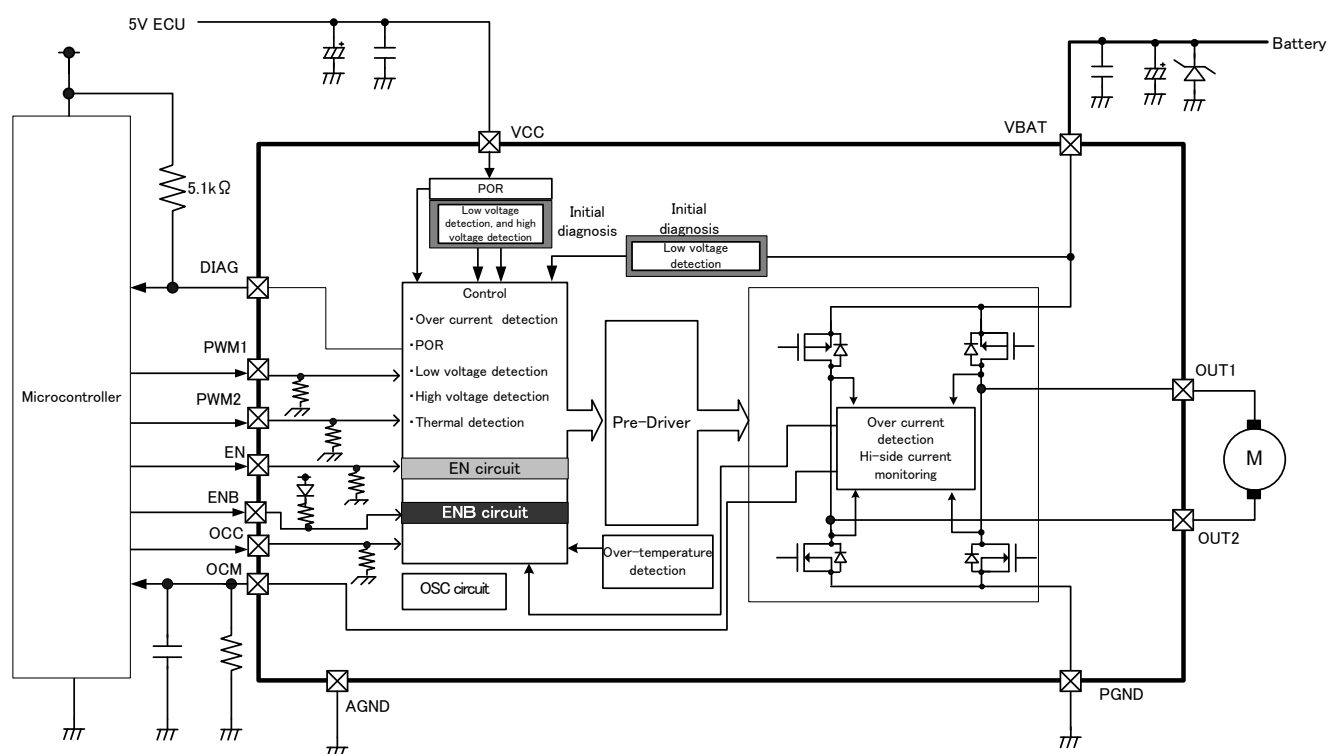 5V ECU
Battery
VCC
VBAT
POR
Low voltage
detection, and high
voltage detection
Initial
diagnosis
Initial
diagnosis
Low voltage
detection
5.1kΩ
DIAG
Control
・Over current detection
・POR
・Low voltage detection
・High voltage detection
・Thermal detection
PWM1
PWM2
EN
ENB
OCC
OCM
Microcontroller
EN circuit
ENB circuit
Pre-Driver
Over current
detection
Hi-side current
monitoring
OUT1
M
OUT2
Over-temperature
detection
OSC circuit
AGND
PGND